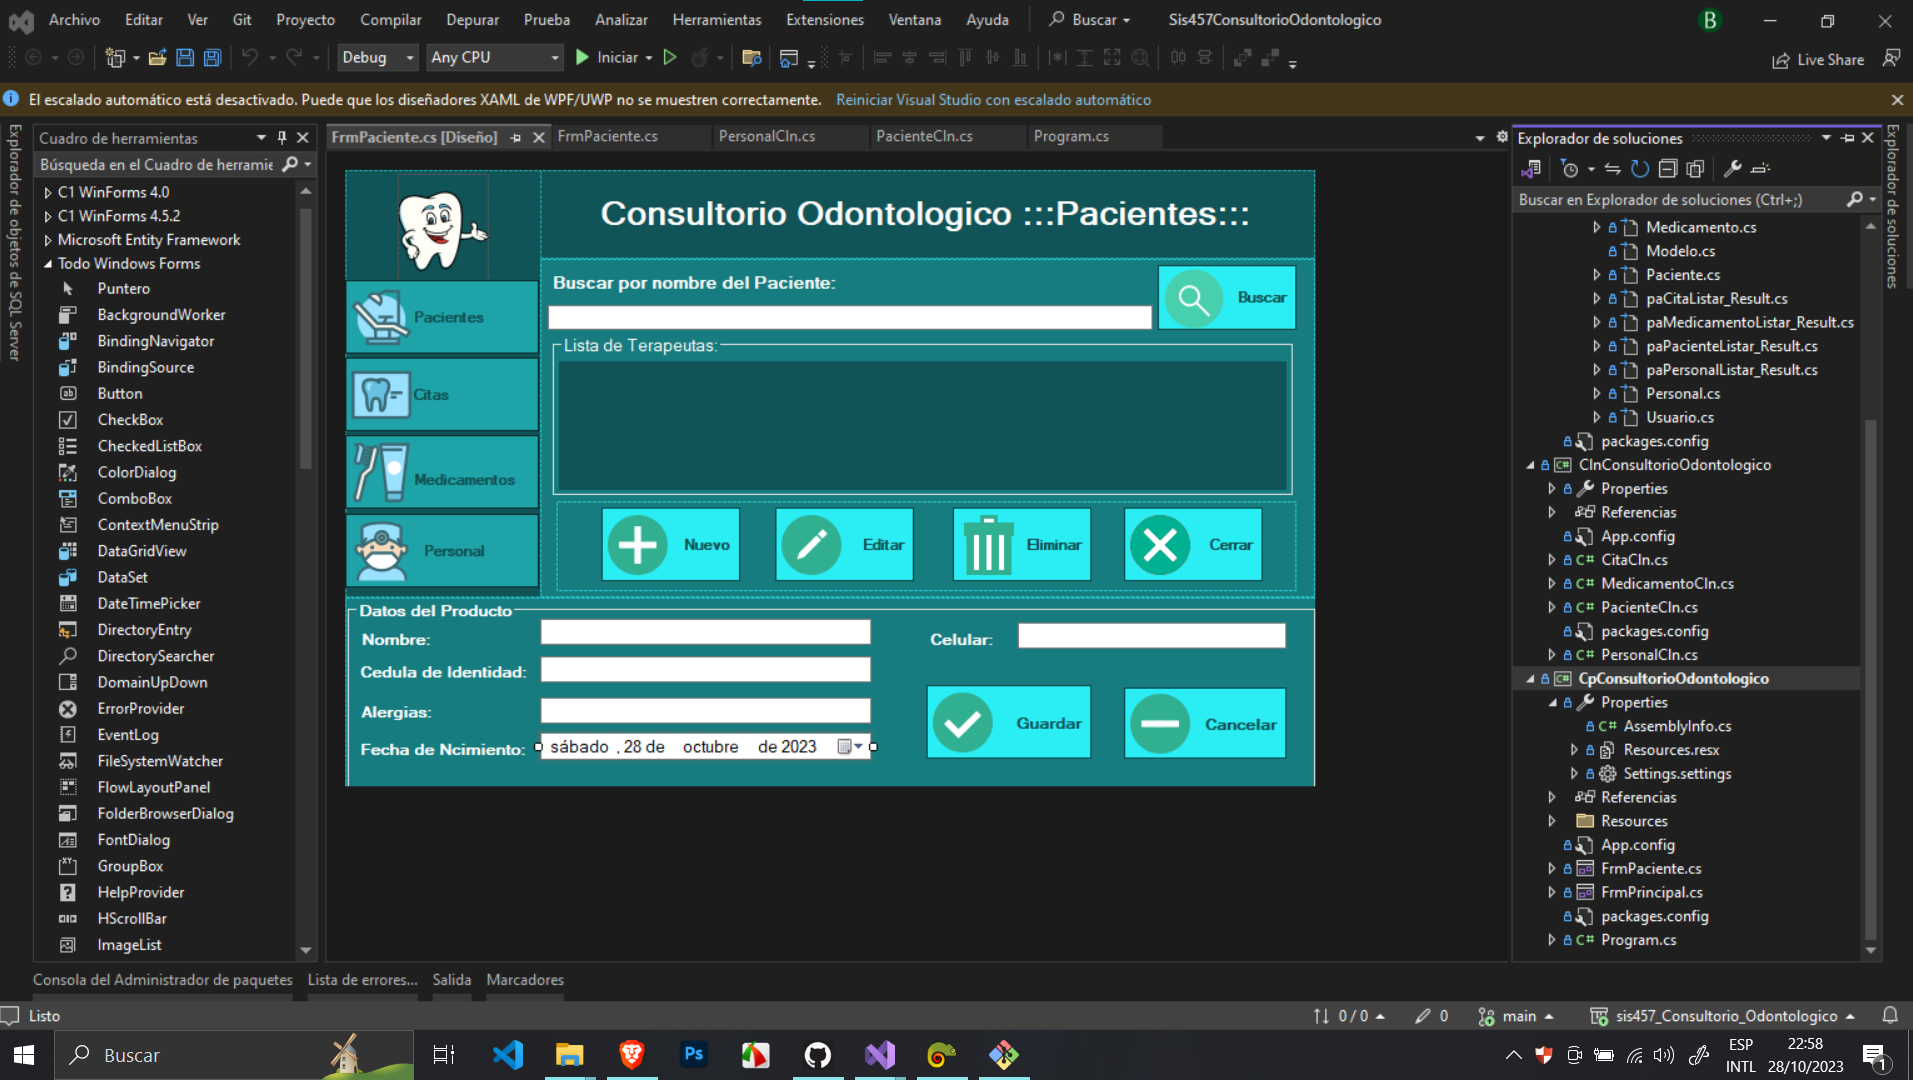 Archivo Editar Ver Git Proyecto Compilar Depurar Prueba Analizar Herramientas Extensiones Ventana Ayuda Buscar Sis457ConsultorioOdontologico B
Debug Any CPU Iniciar Live Share
El escalado automático está desactivado. Puede que los diseñadores XAML de WPF/UWP no se muestren correctamente. Reiniciar Visual Studio con escalado automático
Explorador de objetos de SQL Server
Cuadro de herramientas
Búsqueda en el Cuadro de herramie
C1 WinForms 4.0
C1 WinForms 4.5.2
Microsoft Entity Framework
Todo Windows Forms
Puntero
BackgroundWorker
BindingNavigator
BindingSource
Button
CheckBox
CheckedListBox
ColorDialog
ComboBox
ContextMenuStrip
DataGridView
DataSet
DateTimePicker
DirectoryEntry
DirectorySearcher
DomainUpDown
ErrorProvider
EventLog
FileSystemWatcher
FlowLayoutPanel
FolderBrowserDialog
FontDialog
GroupBox
HelpProvider
HScrollBar
ImageList
FrmPaciente.cs [Diseño] FrmPaciente.cs PersonalCln.cs PacienteCln.cs Program.cs
Consultorio Odontologico :::Pacientes:::
Pacientes
Citas
Medicamentos
Personal
Buscar por nombre del Paciente:
Buscar
Lista de Terapeutas:
Nuevo Editar Eliminar Cerrar
Datos del Producto
Nombre: Celular:
Cedula de Identidad:
Alergias:
Guardar Cancelar
Fecha de Ncimiento: sábado , 28 de octubre de 2023
Explorador de soluciones
Buscar en Explorador de soluciones (Ctrl+;)
Medicamento.cs
Modelo.cs
Paciente.cs
paCitaListar_Result.cs
paMedicamentoListar_Result.cs
paPacienteListar_Result.cs
paPersonalListar_Result.cs
Personal.cs
Usuario.cs
packages.config
C# ClnConsultorioOdontologico
Properties
Referencias
App.config
C# CitaCln.cs
C# MedicamentoCln.cs
C# PacienteCln.cs
packages.config
C# PersonalCln.cs
C# CpConsultorioOdontologico
Properties
C# AssemblyInfo.cs
Resources.resx
Settings.settings
Referencias
Resources
App.config
FrmPaciente.cs
FrmPrincipal.cs
packages.config
C# Program.cs
Explorador de soluciones
Consola del Administrador de paquetes Lista de errores... Salida Marcadores
Listo 0 / 0 0 main sis457_Consultorio_Odontologico
Buscar Ps ESP INTL 22:58 28/10/2023 1